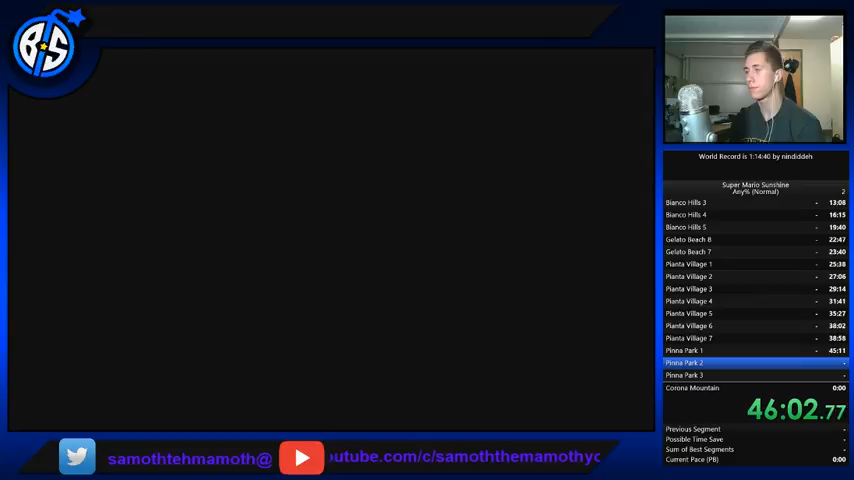 BS
World Record is 1:14:40 by nindiddeh
Super Mario Sunshine
Any% (Normal) 2
Bianco Hills 3 - 13:08
Bianco Hills 4 - 16:15
Bianco Hills 5 - 19:40
Gelato Beach 8 - 22:47
Gelato Beach 7 - 23:40
Pianta Village 1 - 25:38
Pianta Village 2 - 27:06
Pianta Village 3 - 29:14
Pianta Village 4 - 31:41
Pianta Village 5 - 35:27
Pianta Village 6 - 38:02
Pianta Village 7 - 38:58
Pinna Park 1 - 45:11
Pinna Park 2 -
Pinna Park 3 -
Corona Mountain 0:00
46:02.77
Previous Segment -
Possible Time Save -
Sum of Best Segments -
Current Pace (PB) 0:00
samothtehmamoth@
outube.com/c/samoththemamothyc